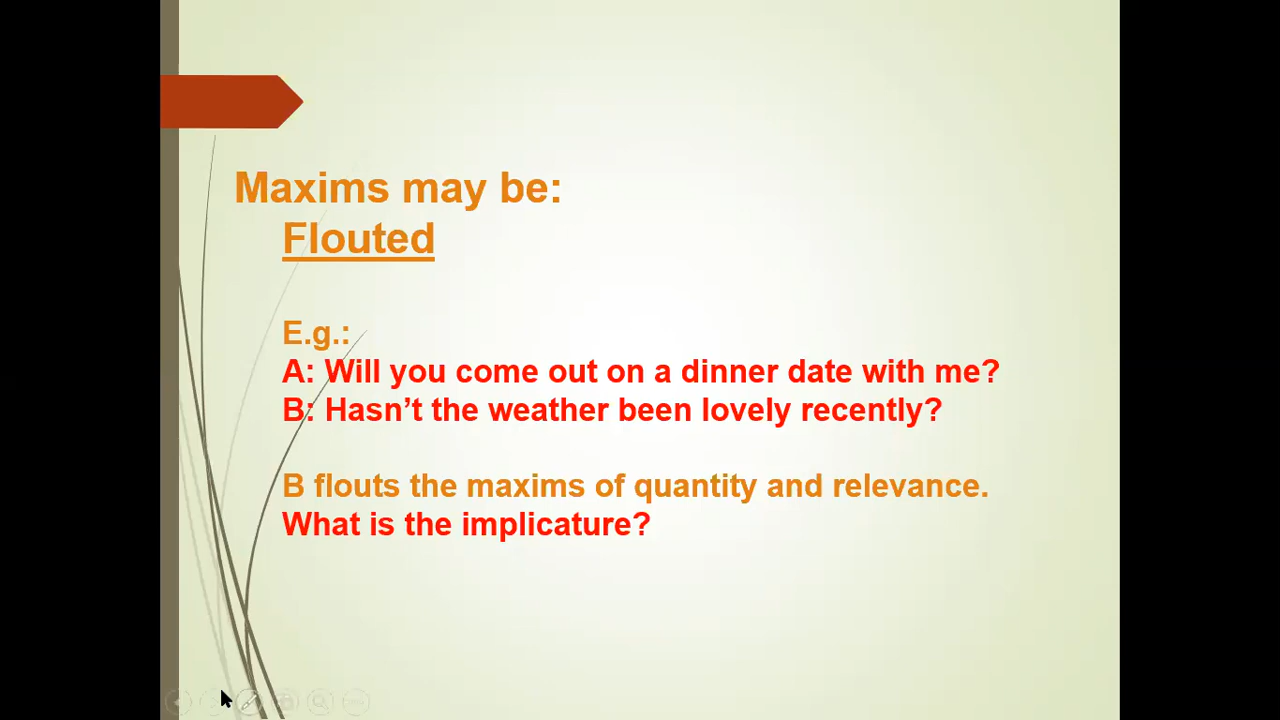 Maxims may be:
Flouted
E.g.:
A: Will you come out on a dinner date with me?
B: Hasn’t the weather been lovely recently?
B flouts the maxims of quantity and relevance.
What is the implicature?